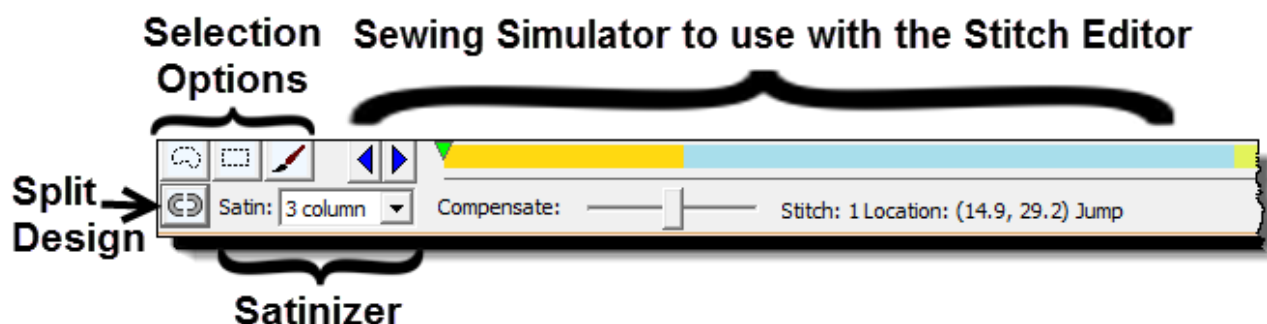 Selection
Options
Sewing Simulator to use with the Stitch Editor
Split
Design
Satin: 3 column
Compensate:
Stitch: 1 Location: (14.9, 29.2) Jump
Satinizer